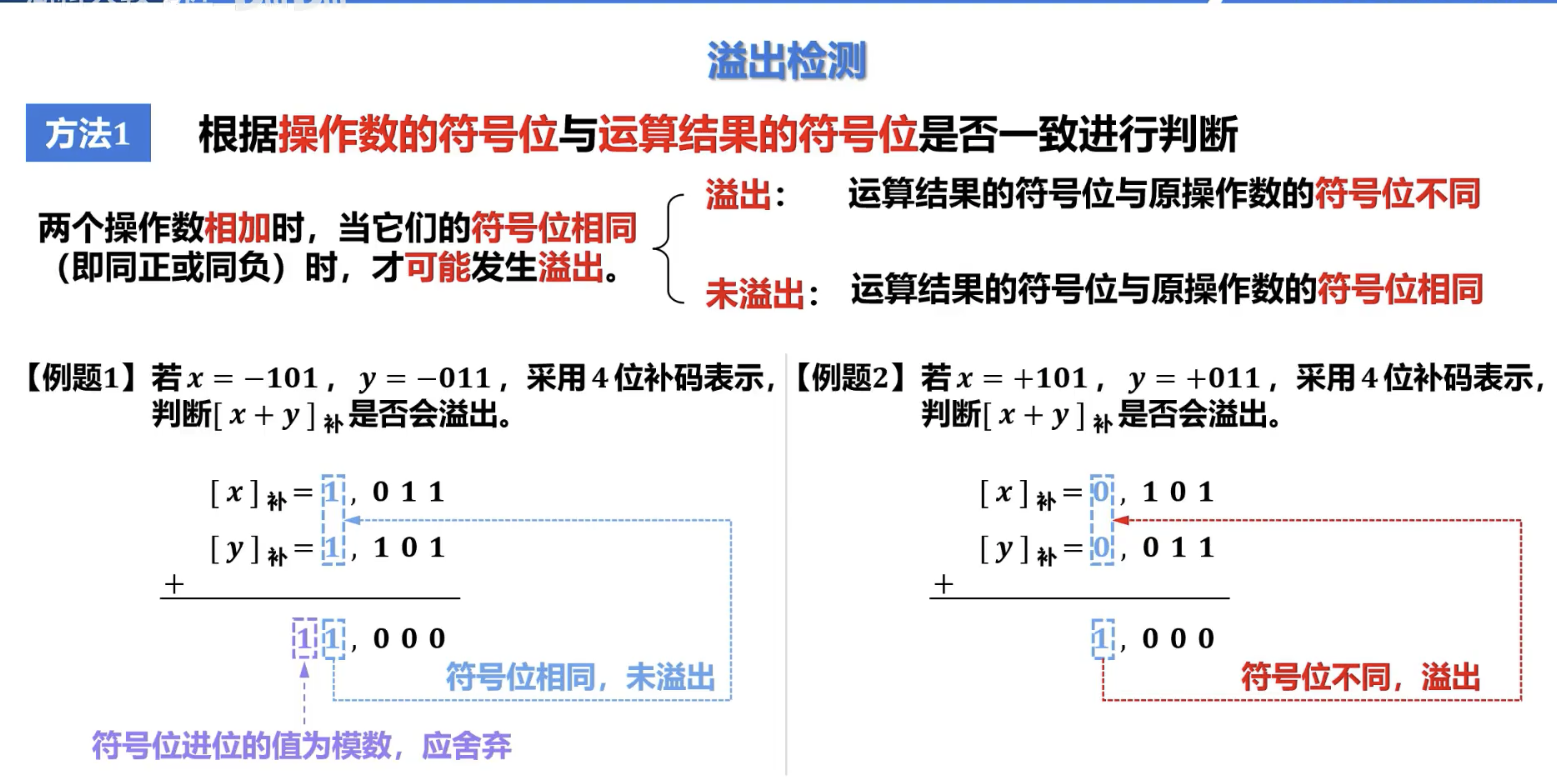 溢出检测
方法1
根据操作数的符号位与运算结果的符号位是否一致进行判断
两个操作数相加时，当它们的符号位相同
（即同正或同负）时，才可能发生溢出。
溢出： 运算结果的符号位与原操作数的符号位不同
未溢出： 运算结果的符号位与原操作数的符号位相同
【例题1】若 x = −101， y = −011，采用 4 位补码表示，
判断[ x + y ]补 是否会溢出。
[ x ]补 = 1, 0 1 1
[ y ]补 = 1, 1 0 1
+
1 1, 0 0 0
符号位相同，未溢出
符号位进位的值为模数，应舍弃
【例题2】若 x = +101， y = +011，采用 4 位补码表示，
判断[ x + y ]补 是否会溢出。
[ x ]补 = 0, 1 0 1
[ y ]补 = 0, 0 1 1
+
1, 0 0 0
符号位不同，溢出